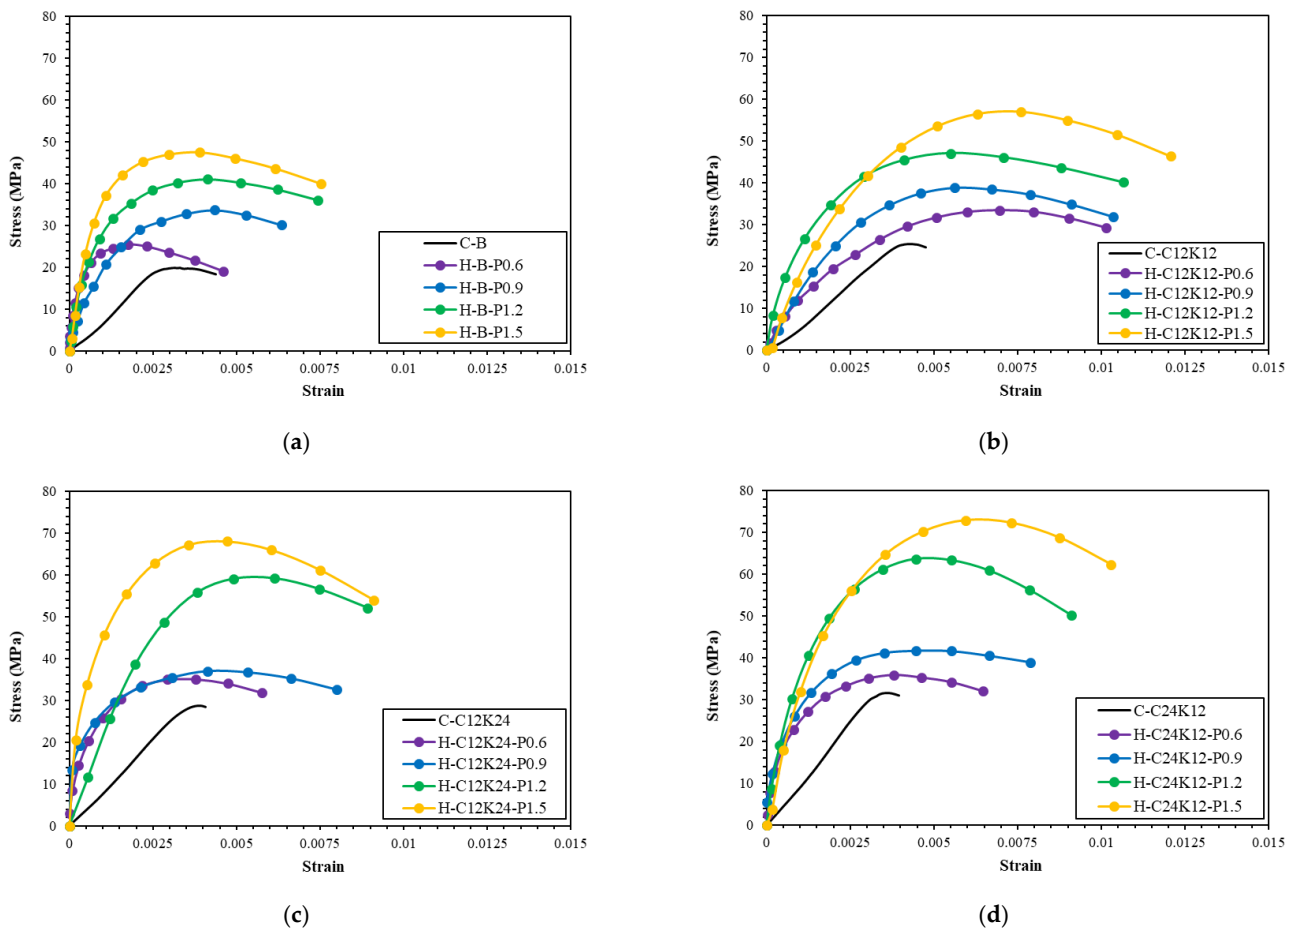 80
70
60
50
40
30
20
10
0
Stress (MPa)
0 0.0025 0.005 0.0075 0.01 0.0125 0.015
Strain
C-B
H-B-P0.6
H-B-P0.9
H-B-P1.2
H-B-P1.5
(a)
80
70
60
50
40
30
20
10
0
Stress (MPa)
0 0.0025 0.005 0.0075 0.01 0.0125 0.015
Strain
C-C12K12
H-C12K12-P0.6
H-C12K12-P0.9
H-C12K12-P1.2
H-C12K12-P1.5
(b)
80
70
60
50
40
30
20
10
0
Stress (MPa)
0 0.0025 0.005 0.0075 0.01 0.0125 0.015
Strain
C-C12K24
H-C12K24-P0.6
H-C12K24-P0.9
H-C12K24-P1.2
H-C12K24-P1.5
(c)
80
70
60
50
40
30
20
10
0
Stress (MPa)
0 0.0025 0.005 0.0075 0.01 0.0125 0.015
Strain
C-C24K12
H-C24K12-P0.6
H-C24K12-P0.9
H-C24K12-P1.2
H-C24K12-P1.5
(d)